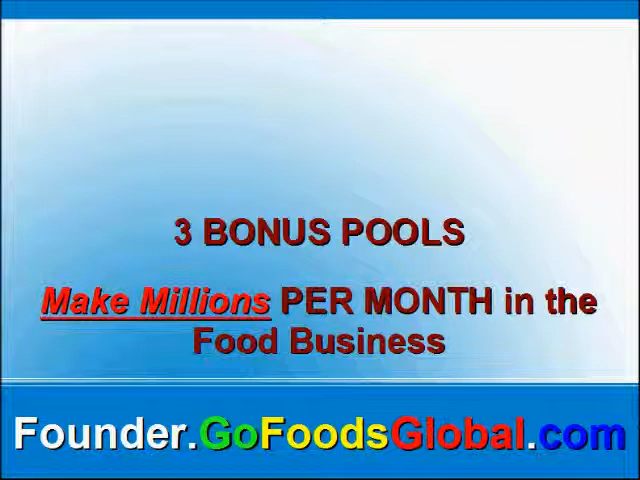 3 BONUS POOLS
Make Millions PER MONTH in the
Food Business
Founder.GoFoodsGlobal.com